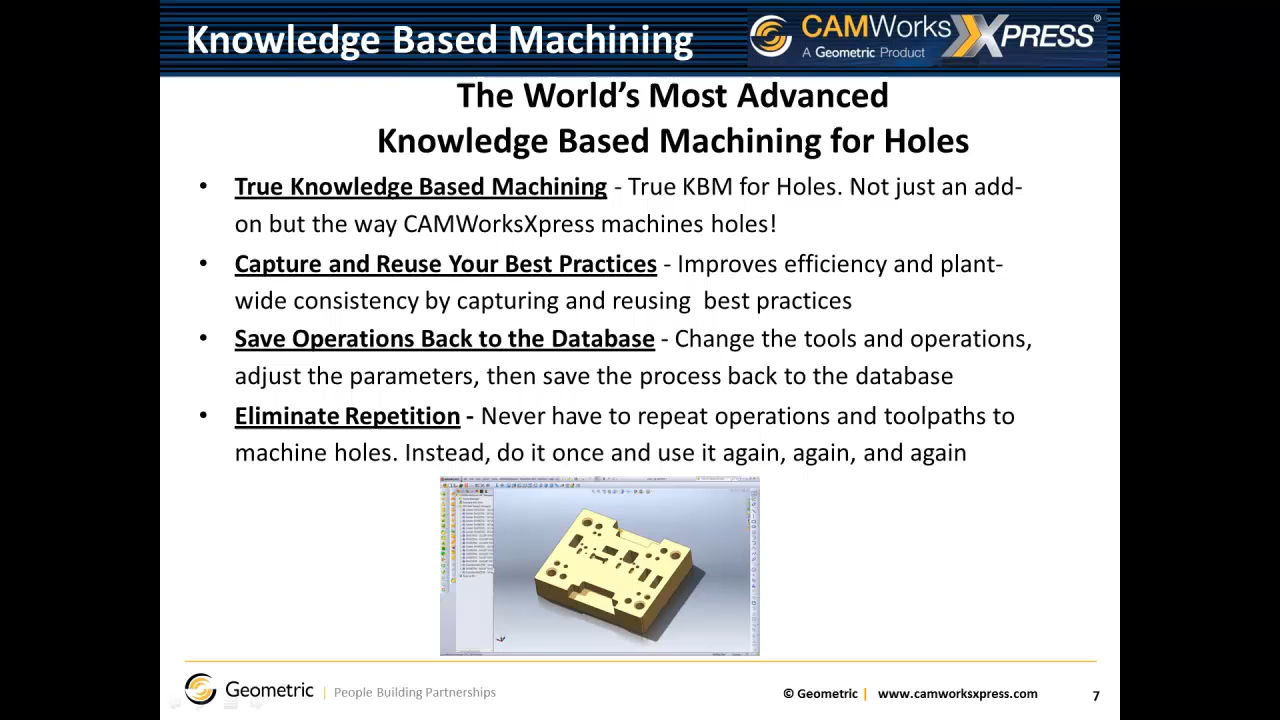 Knowledge Based Machining
CAMWorks XPRESS®
A Geometric Product
The World's Most Advanced
Knowledge Based Machining for Holes
• True Knowledge Based Machining - True KBM for Holes. Not just an add-
on but the way CAMWorksXpress machines holes!
• Capture and Reuse Your Best Practices - Improves efficiency and plant-
wide consistency by capturing and reusing best practices
• Save Operations Back to the Database - Change the tools and operations,
adjust the parameters, then save the process back to the database
• Eliminate Repetition - Never have to repeat operations and toolpaths to
machine holes. Instead, do it once and use it again, again, and again
Geometric | People Building Partnerships
© Geometric | www.camworksxpress.com 7